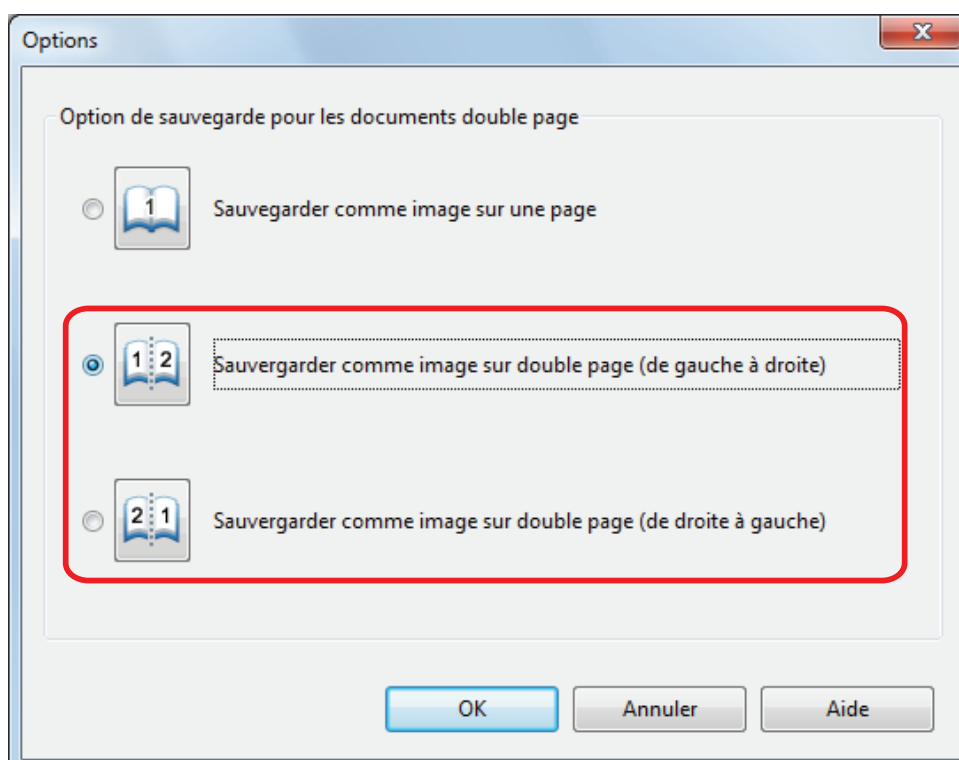 Options
Option de sauvegarde pour les documents double page
1 Sauvegarder comme image sur une page
1 2 Sauvergarder comme image sur double page (de gauche à droite)
2 1 Sauvergarder comme image sur double page (de droite à gauche)
OK Annuler Aide